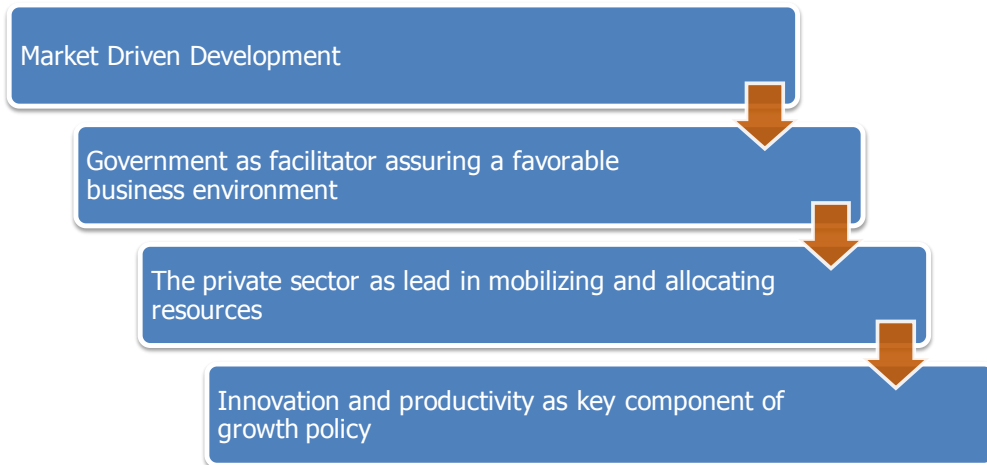 Market Driven Development
Government as facilitator assuring a favorable
business environment
The private sector as lead in mobilizing and allocating
resources
Innovation and productivity as key component of
growth policy